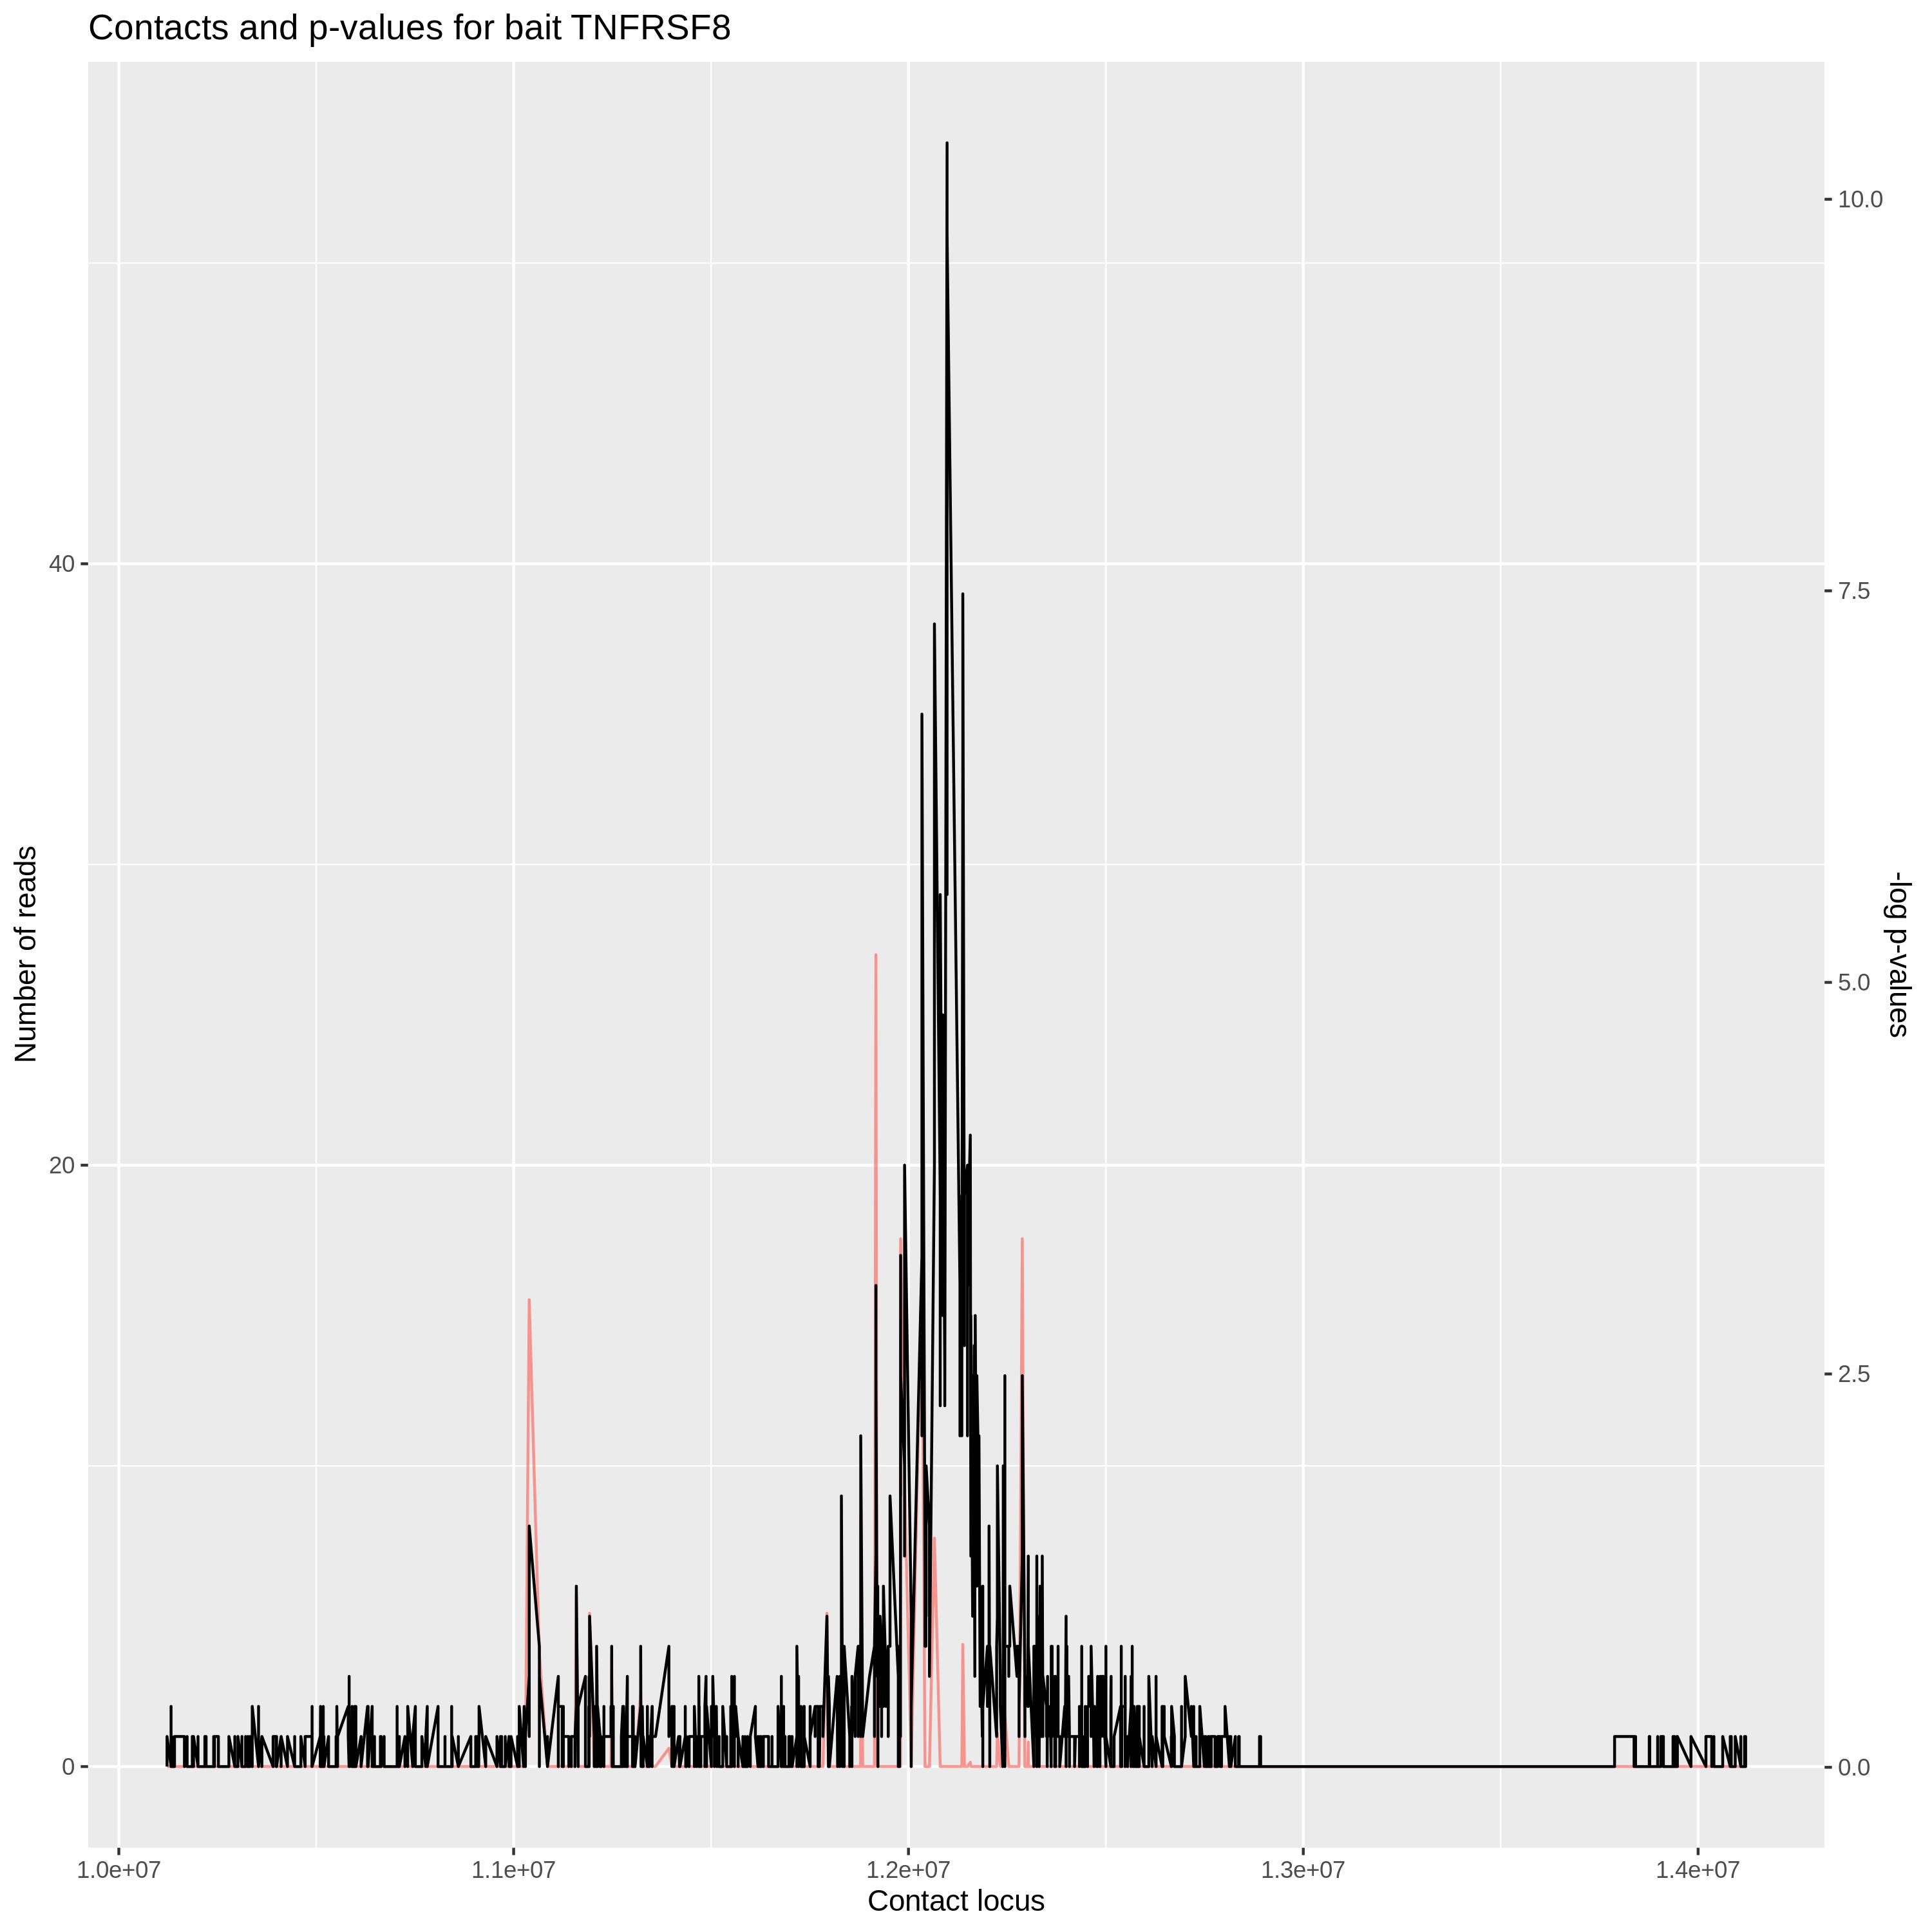 Contacts and p-values for bait TNFRSF8
Number of reads
40
20
0
10.0
7.5
5.0
2.5
0.0
-log p-values
1.0e+07
1.1e+07
1.2e+07
1.3e+07
1.4e+07
Contact locus